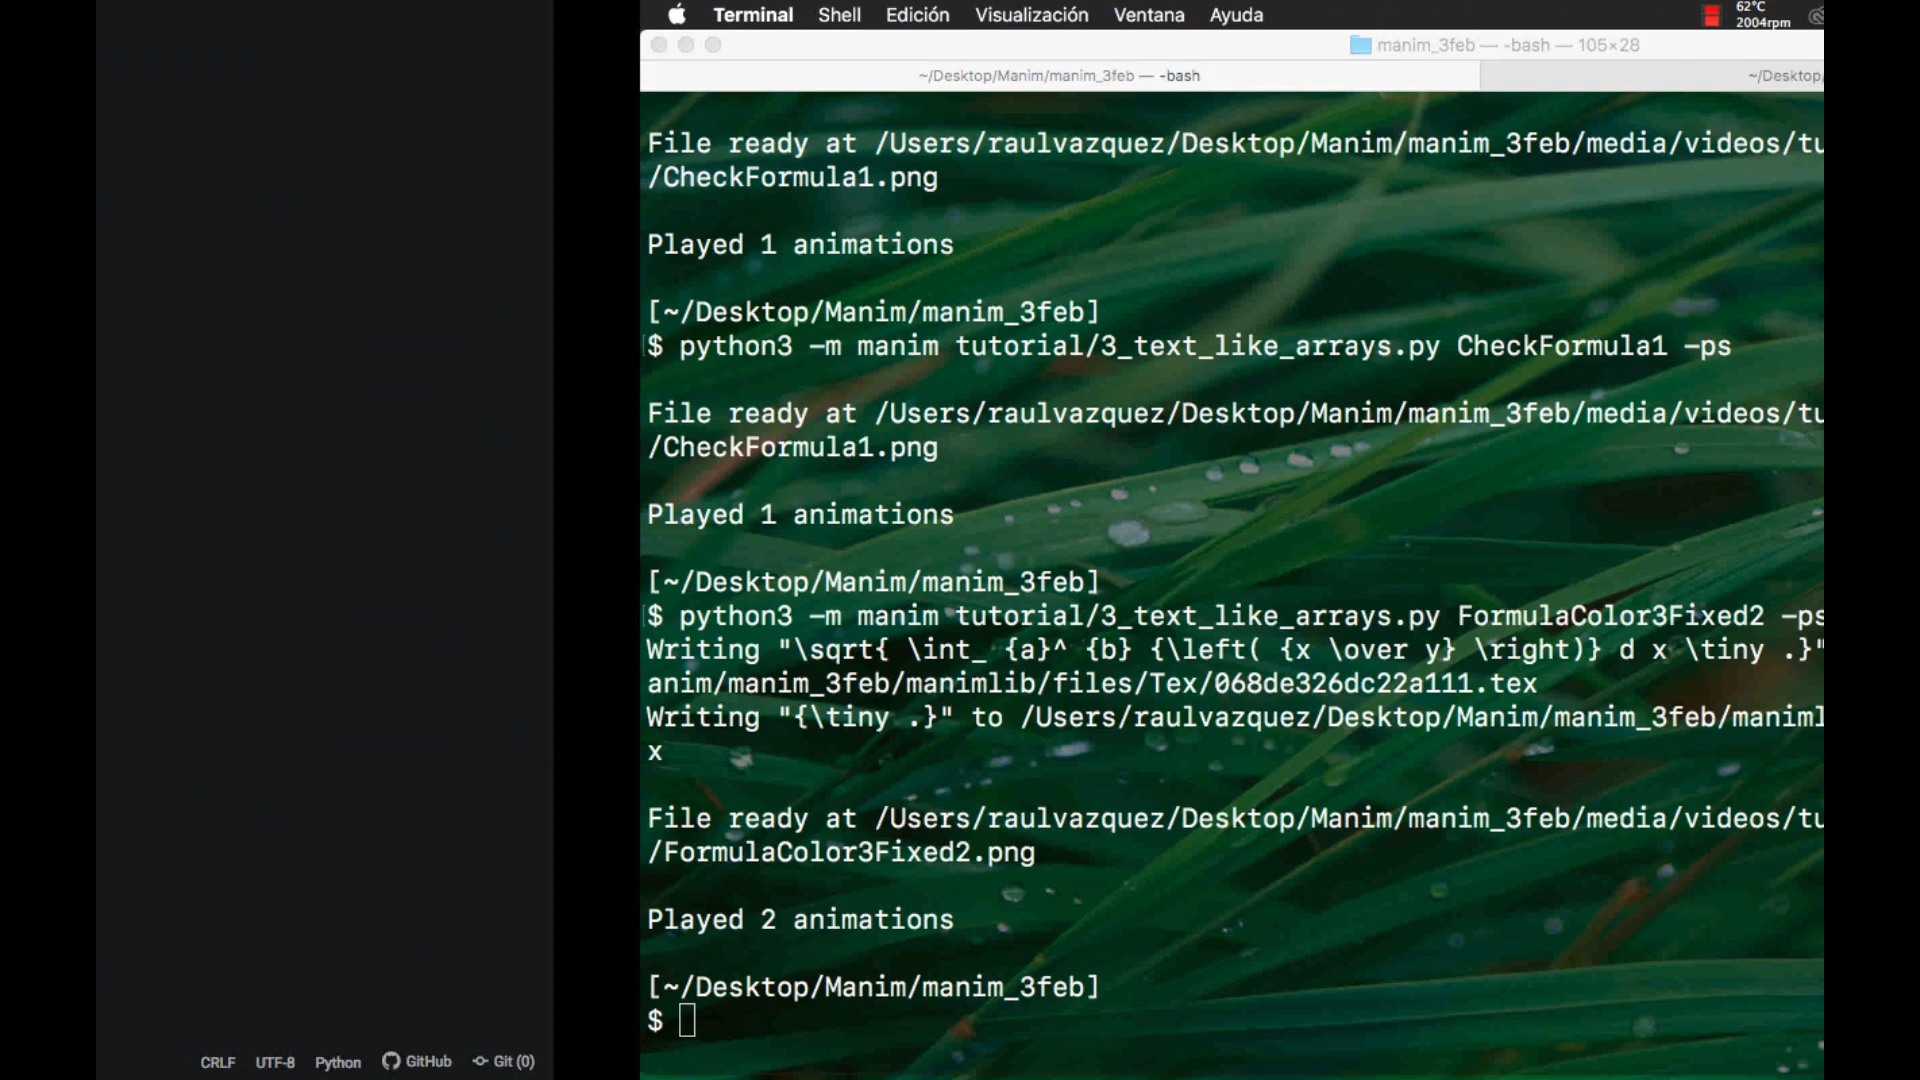 Terminal Shell Edición Visualización Ventana Ayuda
62°C
2004rpm
manim_3feb — -bash — 105×28
~/Desktop/Manim/manim_3feb — -bash
~/Desktop/
File ready at /Users/raulvazquez/Desktop/Manim/manim_3feb/media/videos/tu
/CheckFormula1.png
Played 1 animations
[~/Desktop/Manim/manim_3feb]
$ python3 -m manim tutorial/3_text_like_arrays.py CheckFormula1 -ps
File ready at /Users/raulvazquez/Desktop/Manim/manim_3feb/media/videos/tu
/CheckFormula1.png
Played 1 animations
[~/Desktop/Manim/manim_3feb]
$ python3 -m manim tutorial/3_text_like_arrays.py FormulaColor3Fixed2 -ps
Writing "\sqrt{ \int_ {a}^ {b} {\left( {x \over y} \right)} d x \tiny .}"
anim/manim_3feb/manimlib/files/Tex/068de326dc22a111.tex
Writing "{\tiny .}" to /Users/raulvazquez/Desktop/Manim/manim_3feb/maniml
x
File ready at /Users/raulvazquez/Desktop/Manim/manim_3feb/media/videos/tu
/FormulaColor3Fixed2.png
Played 2 animations
[~/Desktop/Manim/manim_3feb]
$
CRLF UTF-8 Python GitHub Git (0)